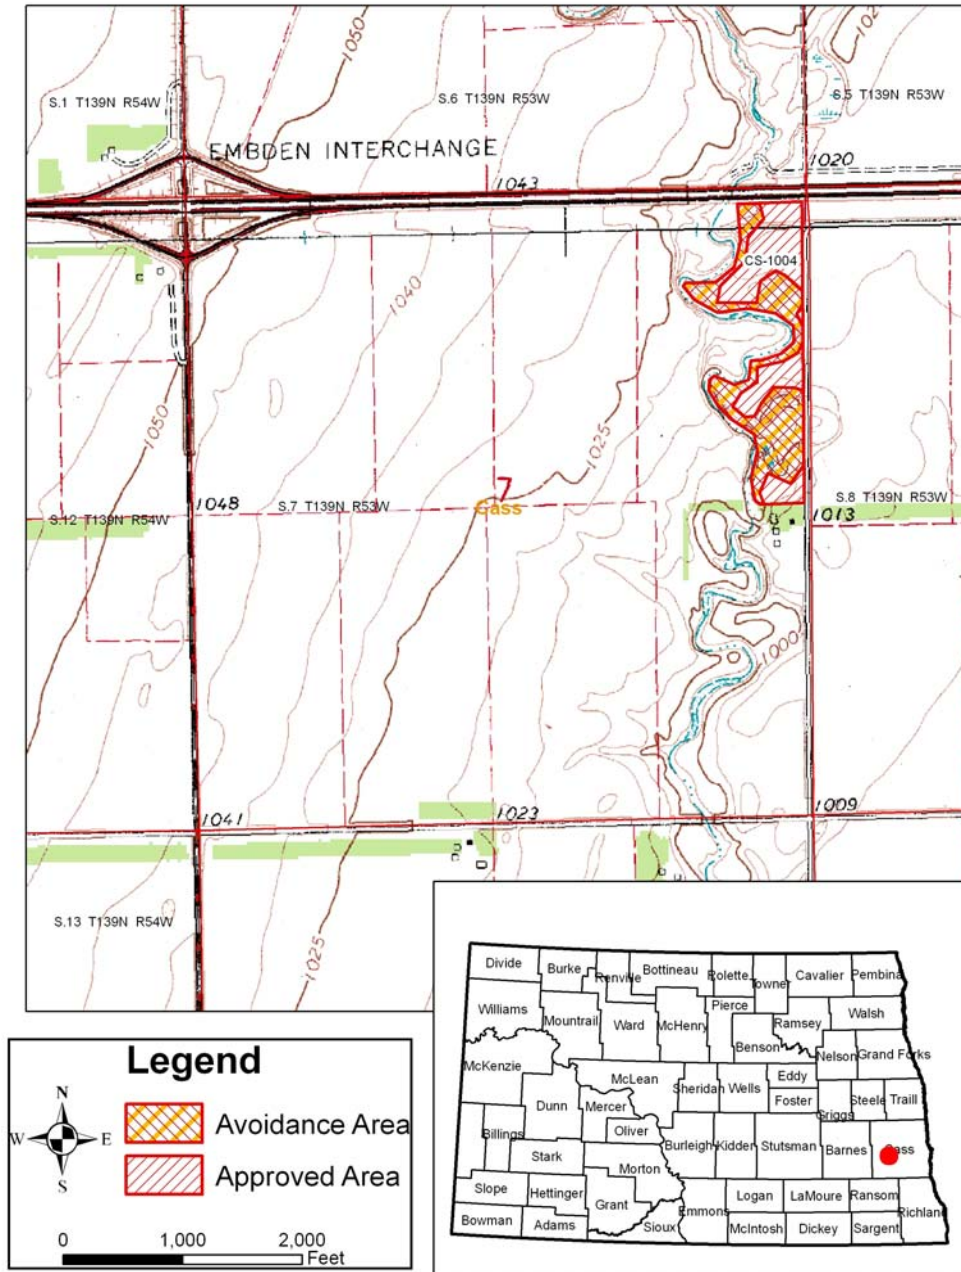 1050
1025
S.1 T139N R54W
S.6 T139N R53W
S.5 T139N R53W
EMBDEN INTERCHANGE
1043
1020
CS-1004
1040
1050
1025
7
Cass
1048
S.7 T139N R53W
S.12 T139N R54W
S.8 T139N R53W
1013
1000
1041
1023
1009
S.13 T139N R54W
1025
Legend
N
W E
S
Avoidance Area
Approved Area
0 1,000 2,000
Feet
Divide
Burke
Renville
Bottineau
Rolette
Towner
Cavalier
Pembina
Williams
Mountrail
Ward
McHenry
Pierce
Ramsey
Walsh
Benson
Nelson
Grand Forks
McKenzie
McLean
Sheridan
Wells
Eddy
Foster
Griggs
Steele
Traill
Dunn
Mercer
Oliver
Billings
Burleigh
Kidder
Stutsman
Barnes
Cass
Stark
Morton
Slope
Hettinger
Grant
Emmons
Logan
LaMoure
Ransom
Richland
Bowman
Adams
Sioux
McIntosh
Dickey
Sargent